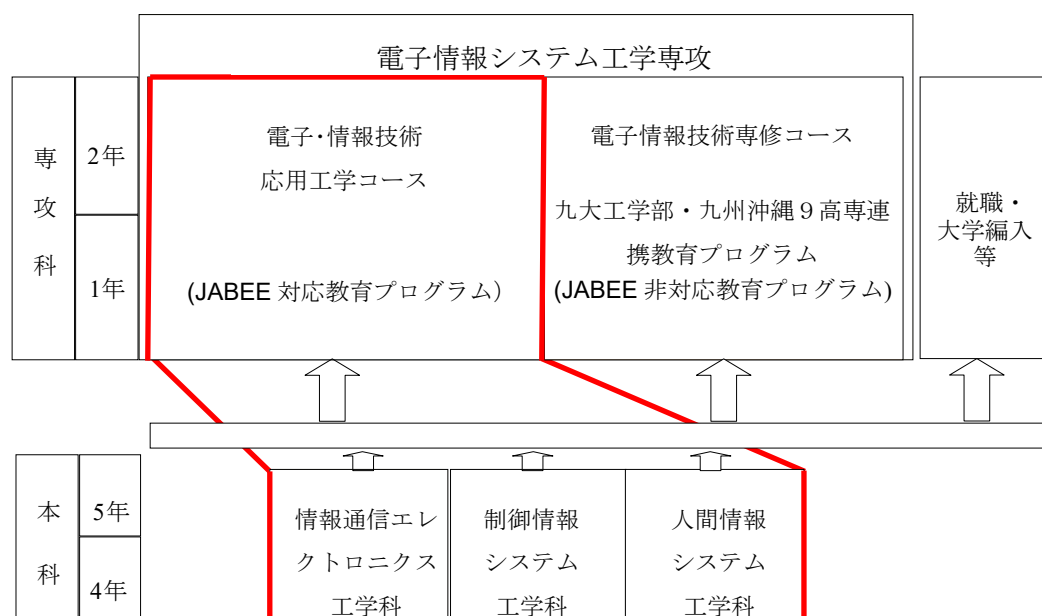 電子情報システム工学専攻
専
攻
科
2年
1年
電子・情報技術
応用工学コース
(JABEE 対応教育プログラム）
電子情報技術専修コース
九大工学部・九州沖縄９高専連
携教育プログラム
(JABEE 非対応教育プログラム)
就職・
大学編入
等
本
科
5年
4年
情報通信エレ
クトロニクス
工学科
制御情報
システム
工学科
人間情報
システム
工学科